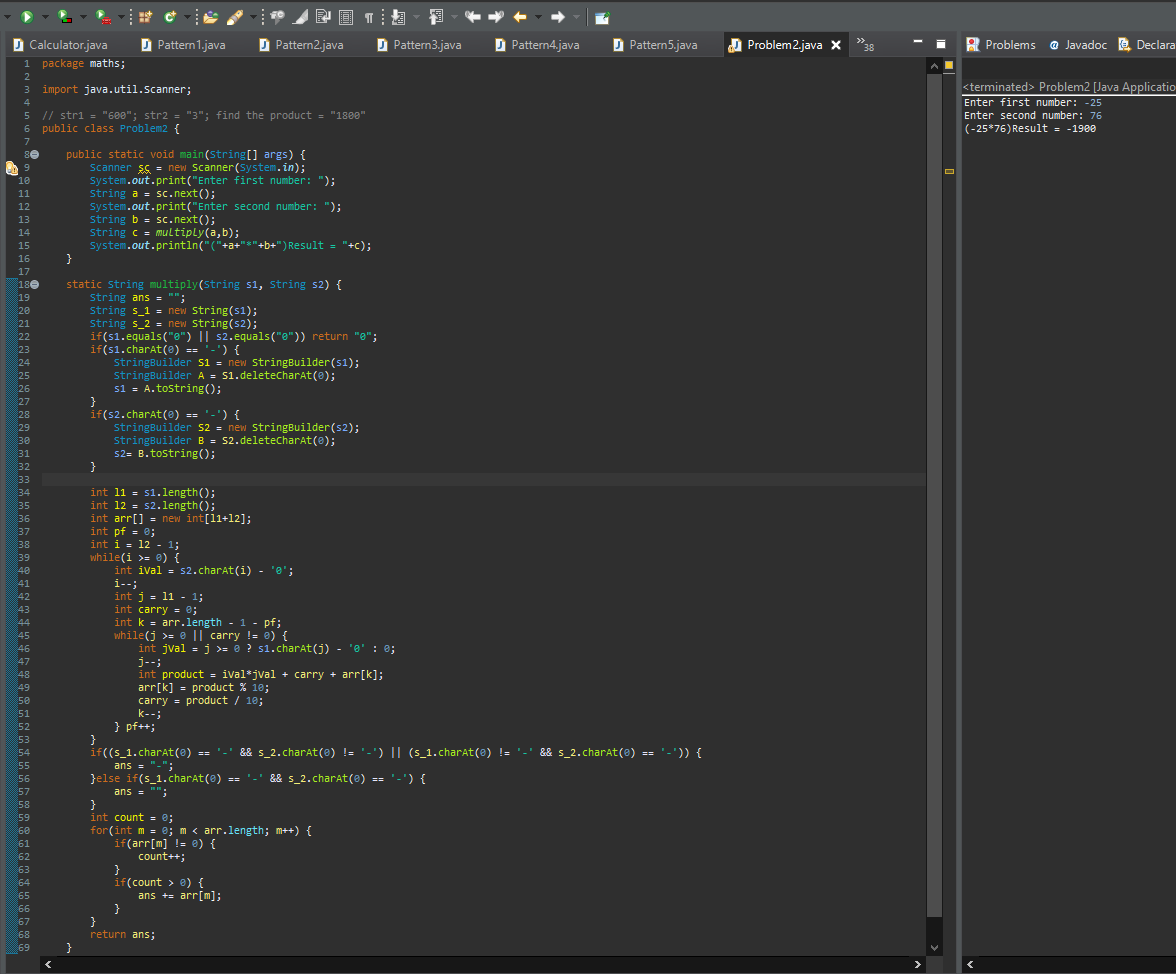 Calculator.java Pattern1.java Pattern2.java Pattern3.java Pattern4.java Pattern5.java Problem2.java 38
1 package maths;
2
3 import java.util.Scanner;
4
5 // str1 = "600"; str2 = "3"; find the product = "1800"
6 public class Problem2 {
7
8 public static void main(String[] args) {
9 Scanner sc = new Scanner(System.in);
10 System.out.print("Enter first number: ");
11 String a = sc.next();
12 System.out.print("Enter second number: ");
13 String b = sc.next();
14 String c = multiply(a,b);
15 System.out.println("("+a+"*"+b+")Result = "+c);
16 }
17
18 static String multiply(String s1, String s2) {
19 String ans = "";
20 String s_1 = new String(s1);
21 String s_2 = new String(s2);
22 if(s1.equals("0") || s2.equals("0")) return "0";
23 if(s1.charAt(0) == '-') {
24 StringBuilder S1 = new StringBuilder(s1);
25 StringBuilder A = S1.deleteCharAt(0);
26 s1 = A.toString();
27 }
28 if(s2.charAt(0) == '-') {
29 StringBuilder S2 = new StringBuilder(s2);
30 StringBuilder B = S2.deleteCharAt(0);
31 s2= B.toString();
32 }
33
34 int l1 = s1.length();
35 int l2 = s2.length();
36 int arr[] = new int[l1+l2];
37 int pf = 0;
38 int i = l2 - 1;
39 while(i >= 0) {
40 int iVal = s2.charAt(i) - '0';
41 i--;
42 int j = l1 - 1;
43 int carry = 0;
44 int k = arr.length - 1 - pf;
45 while(j >= 0 || carry != 0) {
46 int jVal = j >= 0 ? s1.charAt(j) - '0' : 0;
47 j--;
48 int product = iVal*jVal + carry + arr[k];
49 arr[k] = product % 10;
50 carry = product / 10;
51 k--;
52 } pf++;
53 }
54 if((s_1.charAt(0) == '-' && s_2.charAt(0) != '-') || (s_1.charAt(0) != '-' && s_2.charAt(0) == '-')) {
55 ans = "-";
56 }else if(s_1.charAt(0) == '-' && s_2.charAt(0) == '-') {
57 ans = "";
58 }
59 int count = 0;
60 for(int m = 0; m < arr.length; m++) {
61 if(arr[m] != 0) {
62 count++;
63 }
64 if(count > 0) {
65 ans += arr[m];
66 }
67 }
68 return ans;
69 }
Problems @ Javadoc Declara
<terminated> Problem2 [Java Applicatio
Enter first number: -25
Enter second number: 76
(-25*76)Result = -1900